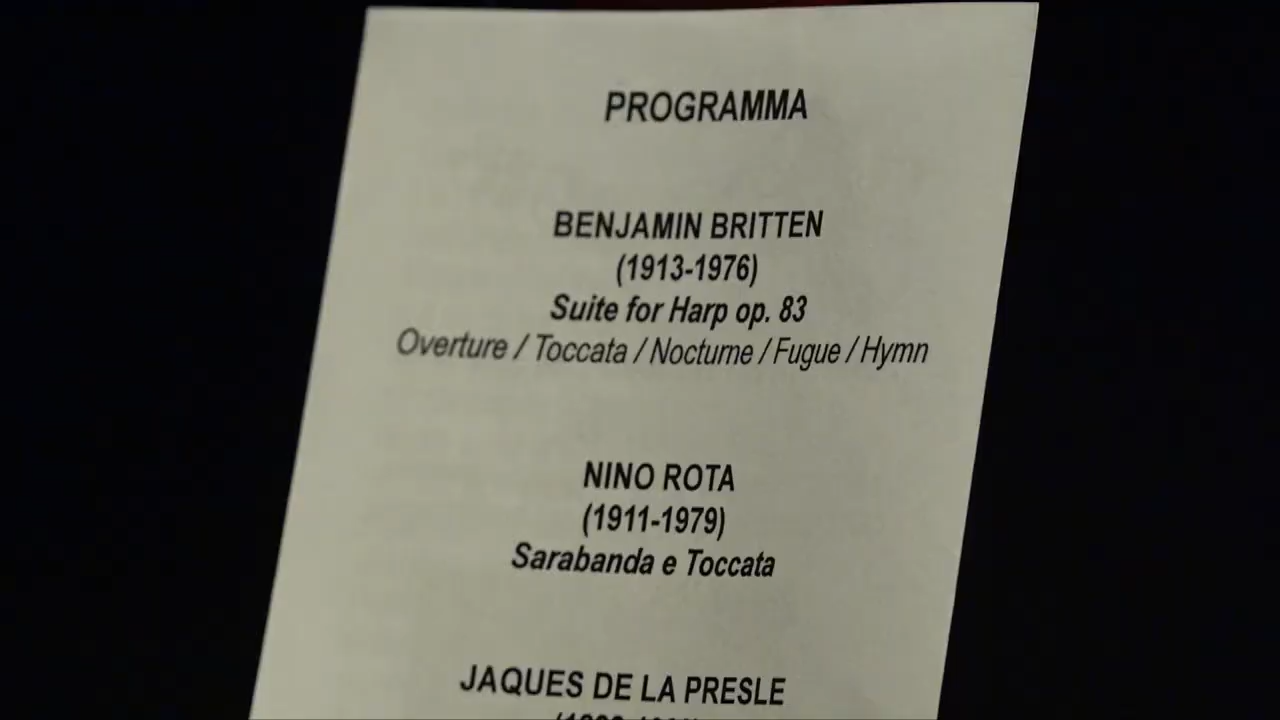 PROGRAMMA
BENJAMIN BRITTEN
(1913-1976)
Suite for Harp op. 83
Overture / Toccata / Nocturne / Fugue / Hymn
NINO ROTA
(1911-1979)
Sarabanda e Toccata
JAQUES DE LA PRESLE